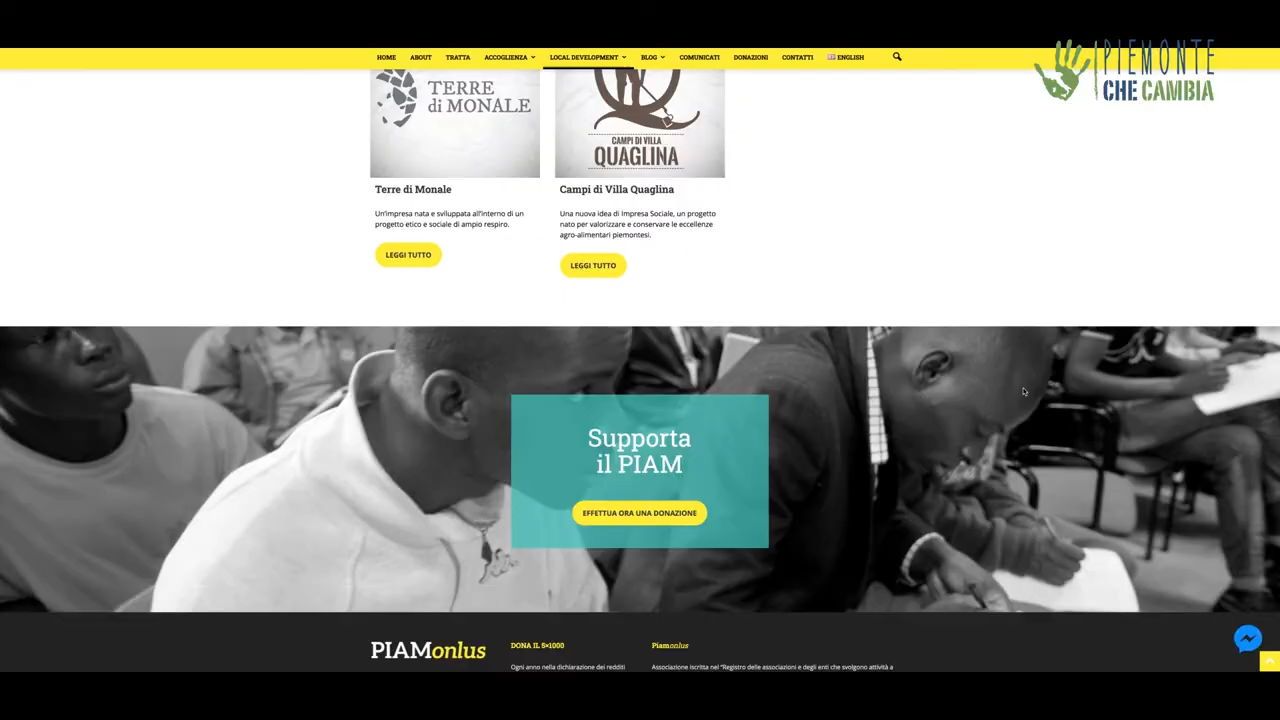 HOME ABOUT TRATTA ACCOGLIENZA LOCAL DEVELOPMENT BLOG COMUNICATI DONAZIONI CONTATTI ENGLISH
PIEMONTE
CHE CAMBIA
TERRE
di MONALE
CAMPI DI VILLA
QUAGLINA
Terre di Monale
Un'impresa nata e sviluppata all'interno di un
progetto etico e sociale di ampio respiro.
LEGGI TUTTO
Campi di Villa Quaglina
Una nuova idea di Impresa Sociale, un progetto
nato per valorizzare e conservare le eccellenze
agro-alimentari piemontesi.
LEGGI TUTTO
Supporta
il PIAM
EFFETTUA ORA UNA DONAZIONE
PIAMonlus
DONA IL 5×1000
Ogni anno nella dichiarazione dei redditi
Piamonlus
Associazione iscritta nel "Registro delle associazioni e degli enti che svolgono attività a